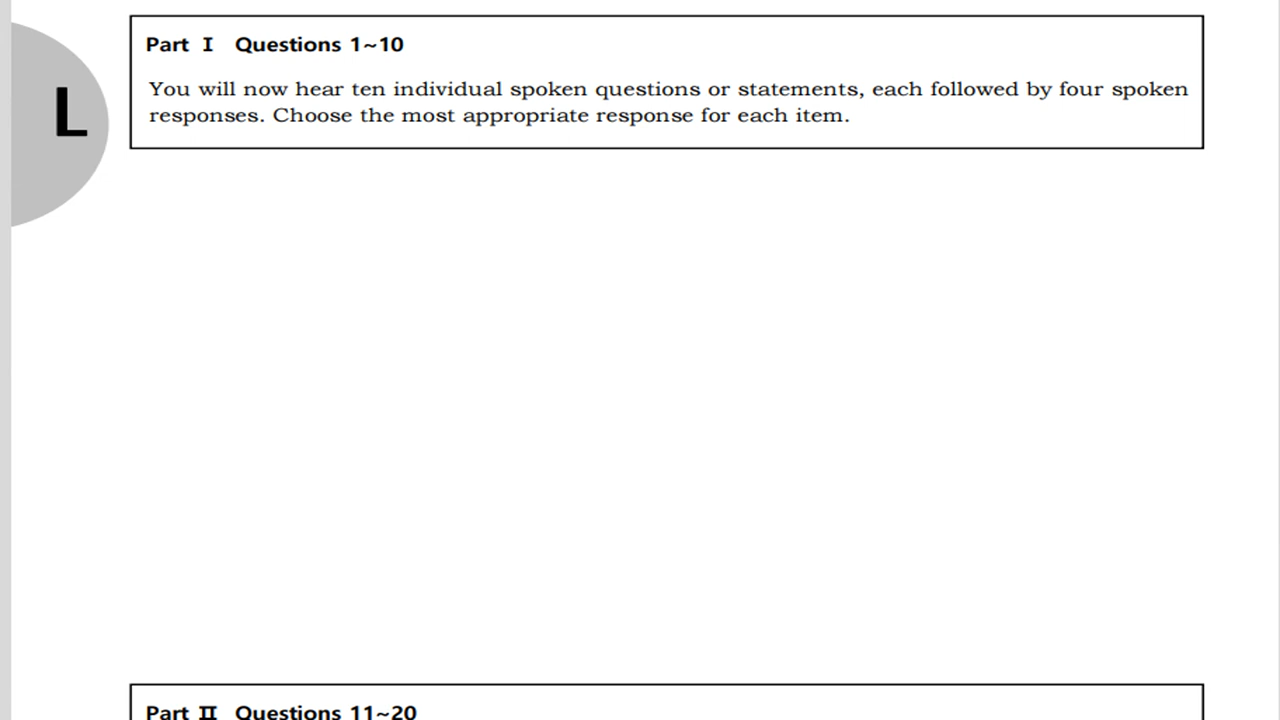 Part Ⅰ Questions 1~10
You will now hear ten individual spoken questions or statements, each followed by four spoken
responses. Choose the most appropriate response for each item.
L
Part Ⅱ Questions 11~20